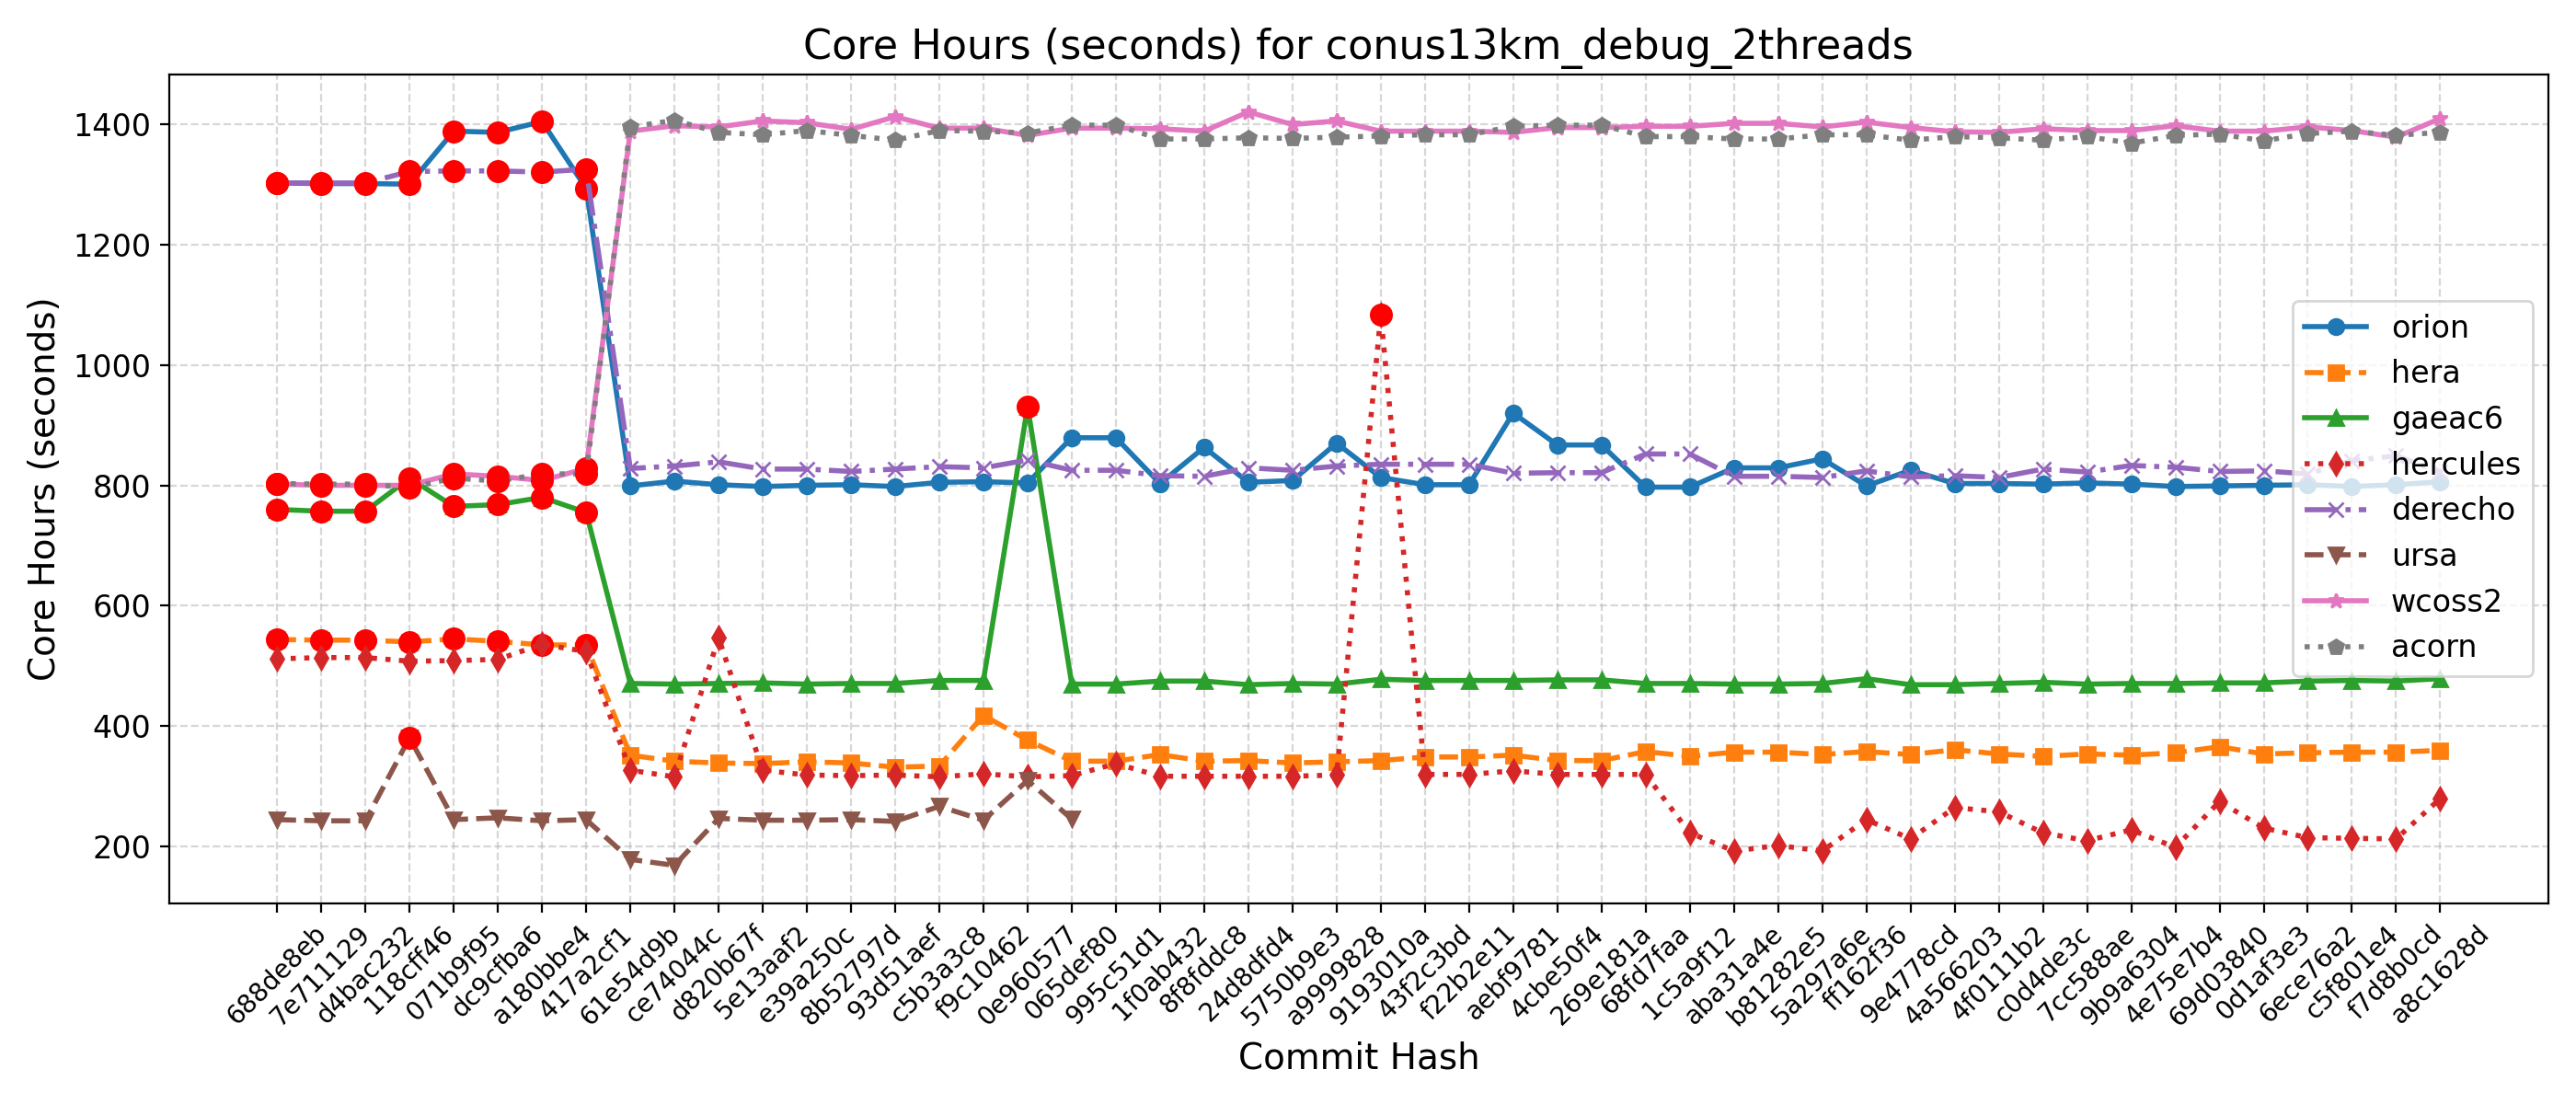 Core Hours (seconds) for conus13km_debug_2threads
Core Hours (seconds)
1400
1200
1000
800
600
400
200
orion
hera
gaeac6
hercules
derecho
ursa
wcoss2
acorn
688de8eb
7e711129
d4bac232
118cff46
071b9f95
dc9cfba6
a180bbe4
417a2cf1
61e54d9b
ce74044c
d820b67f
5e13aaf2
e39a250c
8b52797d
93d51aef
c5b3a3c8
f9c10462
0e960577
065def80
995c51d1
1f0ab432
8f8fddc8
24d8dfd4
5750b9e3
a9999828
9193010a
43f2c3bd
f22b2e11
aebf9781
4cbe50f4
269e181a
68fd7faa
1c5a9f12
aba31a4e
b81282e5
5a297a6e
ff162f36
9e4778cd
4a566203
4f0111b2
c0d4de3c
7cc588ae
9b9a6304
4e75e7b4
69d03840
0d1af3e3
6ece76a2
c5f801e4
f7d8b0cd
a8c1628d
Commit Hash